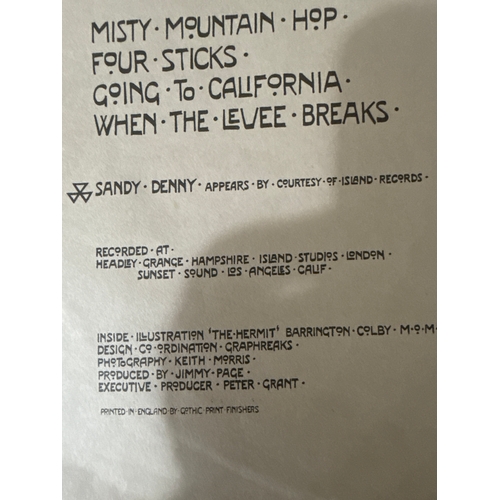 MISTY · MOUNTAIN · HOP ·
FOUR · STICKS ·
GOING · TO · CALIFORNIA ·
WHEN · THE · LEVEE · BREAKS ·
SANDY · DENNY · APPEARS · BY · COURTESY · OF · ISLAND · RECORDS ·
RECORDED · AT ·
HEADLEY · GRANGE · HAMPSHIRE · ISLAND · STUDIOS · LONDON ·
SUNSET · SOUND · LOS · ANGELES · CALIF ·
INSIDE · ILLUSTRATION 'THE · HERMIT' BARRINGTON · COLBY · M · O · M ·
DESIGN · CO · ORDINATION · GRAPHREAKS ·
PHOTOGRAPHY · KEITH · MORRIS ·
PRODUCED · BY · JIMMY · PAGE ·
EXECUTIVE · PRODUCER · PETER · GRANT ·
PRINTED · IN · ENGLAND · BY · GOTHIC · PRINT · FINISHERS